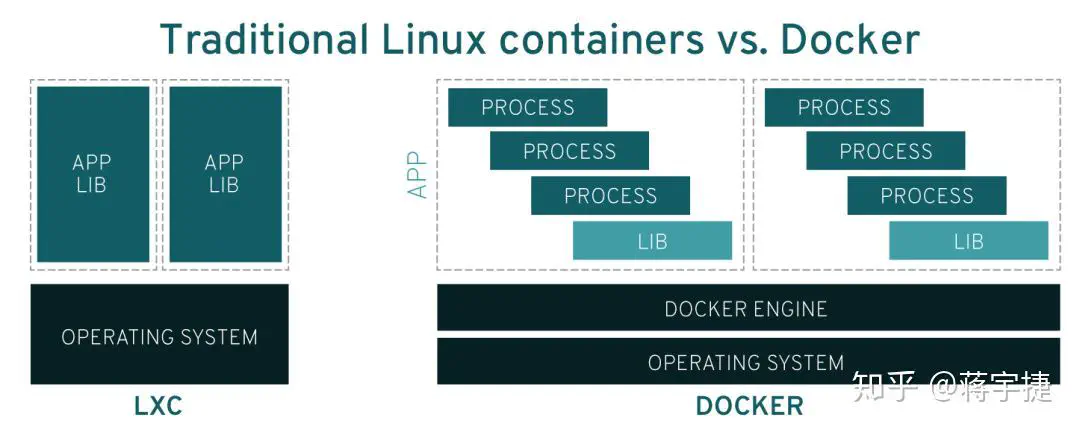 Traditional Linux containers vs. Docker
APP
LIB
APP
LIB
OPERATING SYSTEM
LXC
APP
PROCESS
PROCESS
PROCESS
LIB
PROCESS
PROCESS
PROCESS
LIB
DOCKER ENGINE
OPERATING SYSTEM
DOCKER
知乎 @蒋宇捷